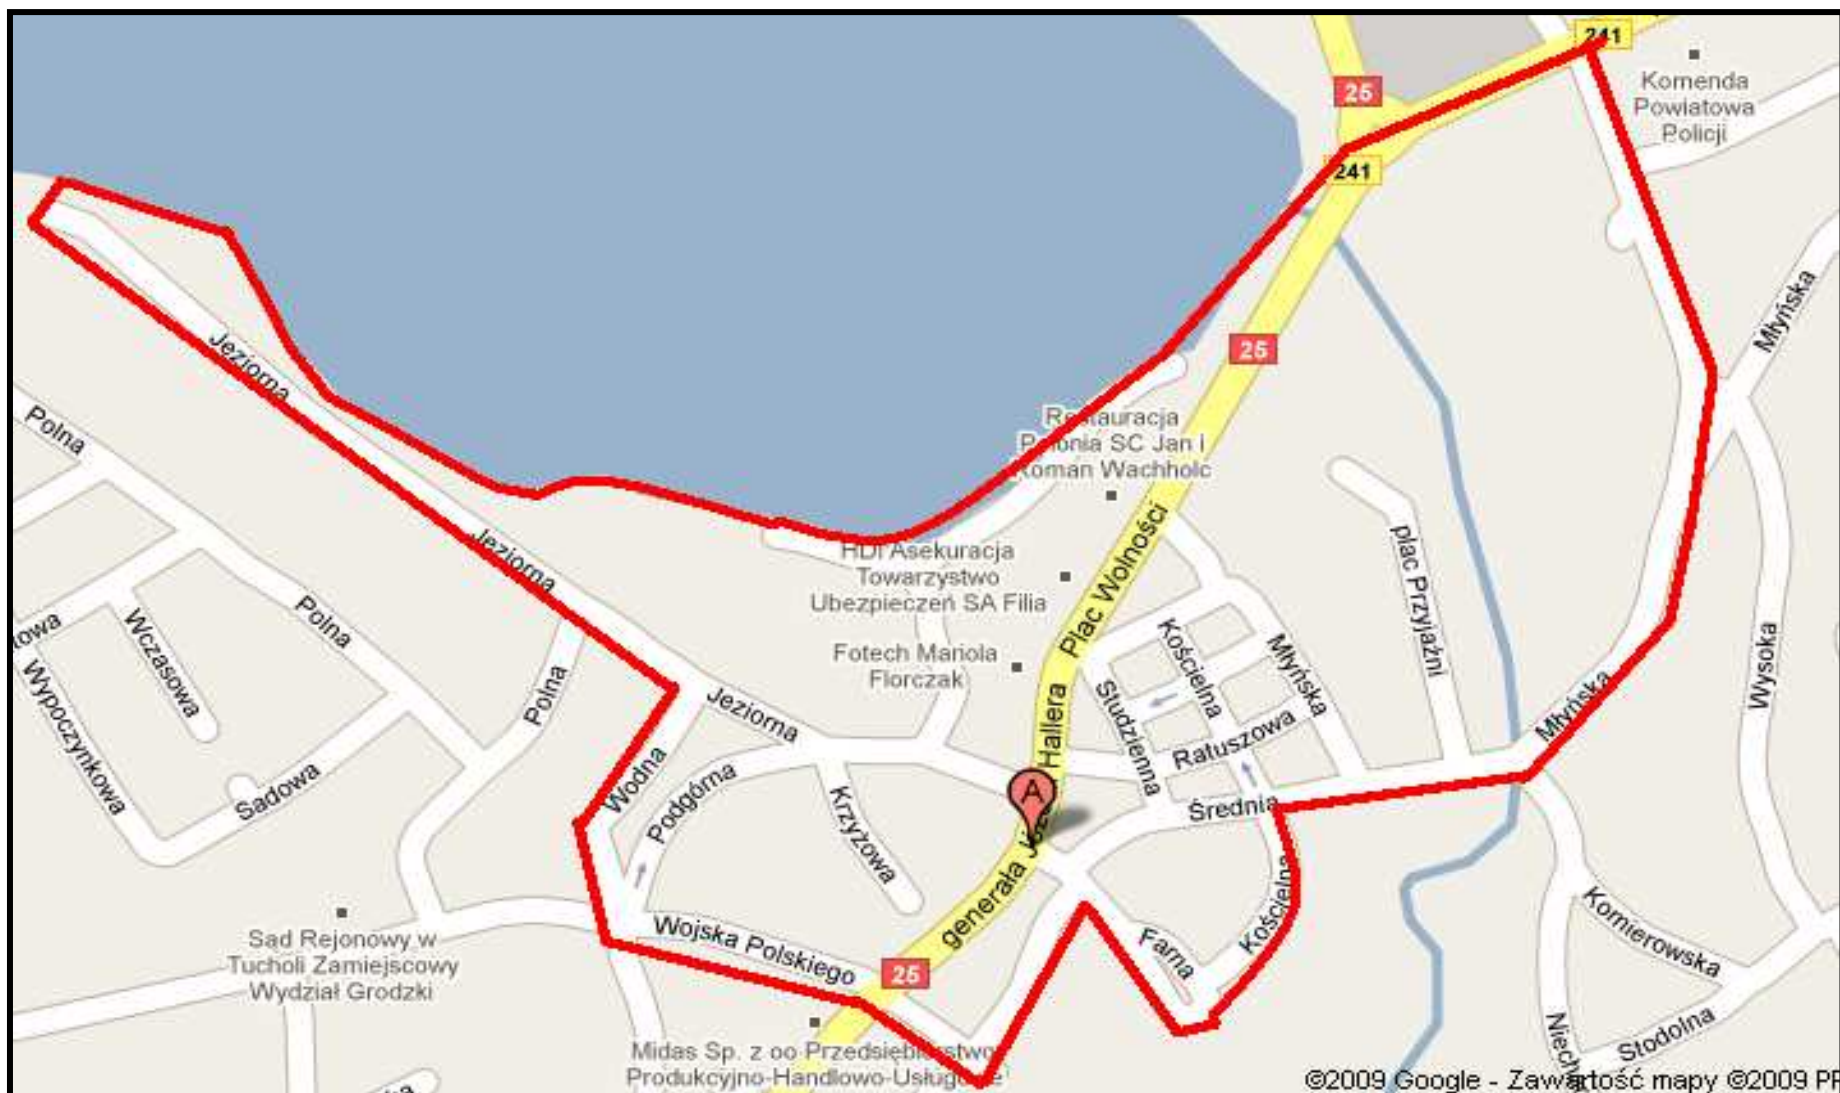 241
Komenda
Powiatowa
Policji
25
241
Młyńska
25
Jeziorna
Polna
Restauracja
Polonia SC Jan i
Roman Wachholc
Plac Wolności
plac Przyjaźni
Jeziorna
HDI Asekuracja
Towarzystwo
Ubezpieczeń SA Filia
Polna
Wczasowa
Wypoczynkowa
Kościelna
Młyńska
Wysoka
Fotech Mariola
Florczak
Polna
Jeziorna
Studzienna
Hallera
Młyńska
Ratuszowa
Wodna
Podgórna
Sadowa
Krzyżowa
A
Średnia
generała
Kościelna
Farna
Wojska Polskiego
25
Komierowska
Sad Rejonowy w
Tucholi Zamiejscowy
Wydział Grodzki
Stodolna
Midas Sp. z oo Przedsiębiorstwo
Produkcyjno-Handlowo-Usługowe
©2009 Google - Zawartość mapy ©2009